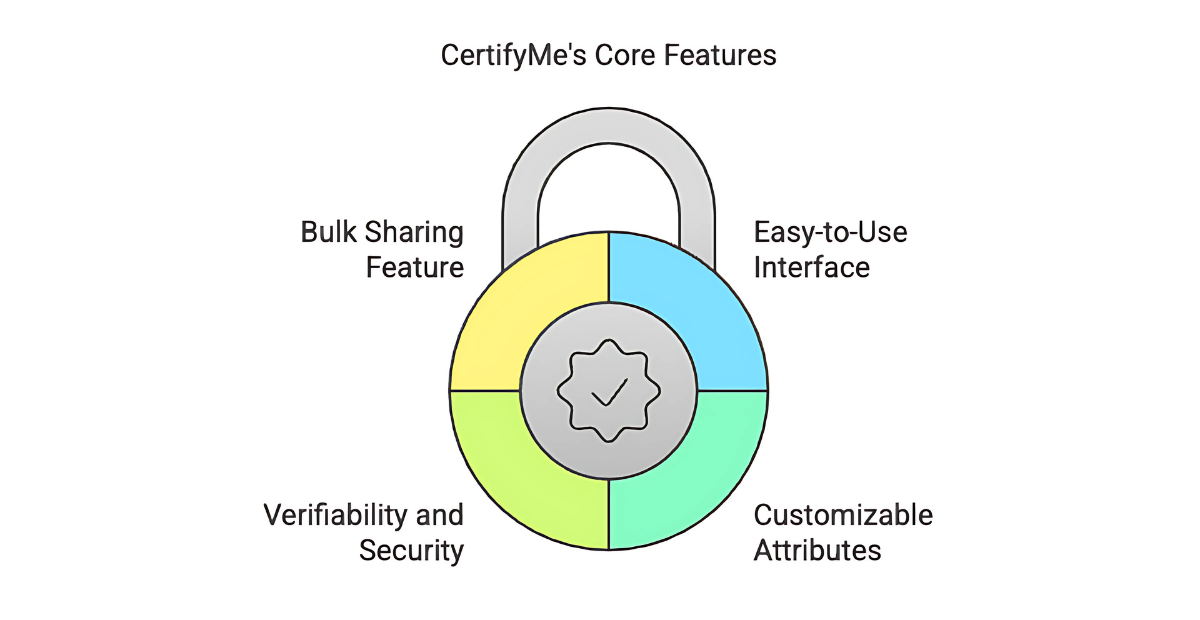 CertifyMe's Core Features
Bulk Sharing
Feature
Easy-to-Use
Interface
Verifiability and
Security
Customizable
Attributes